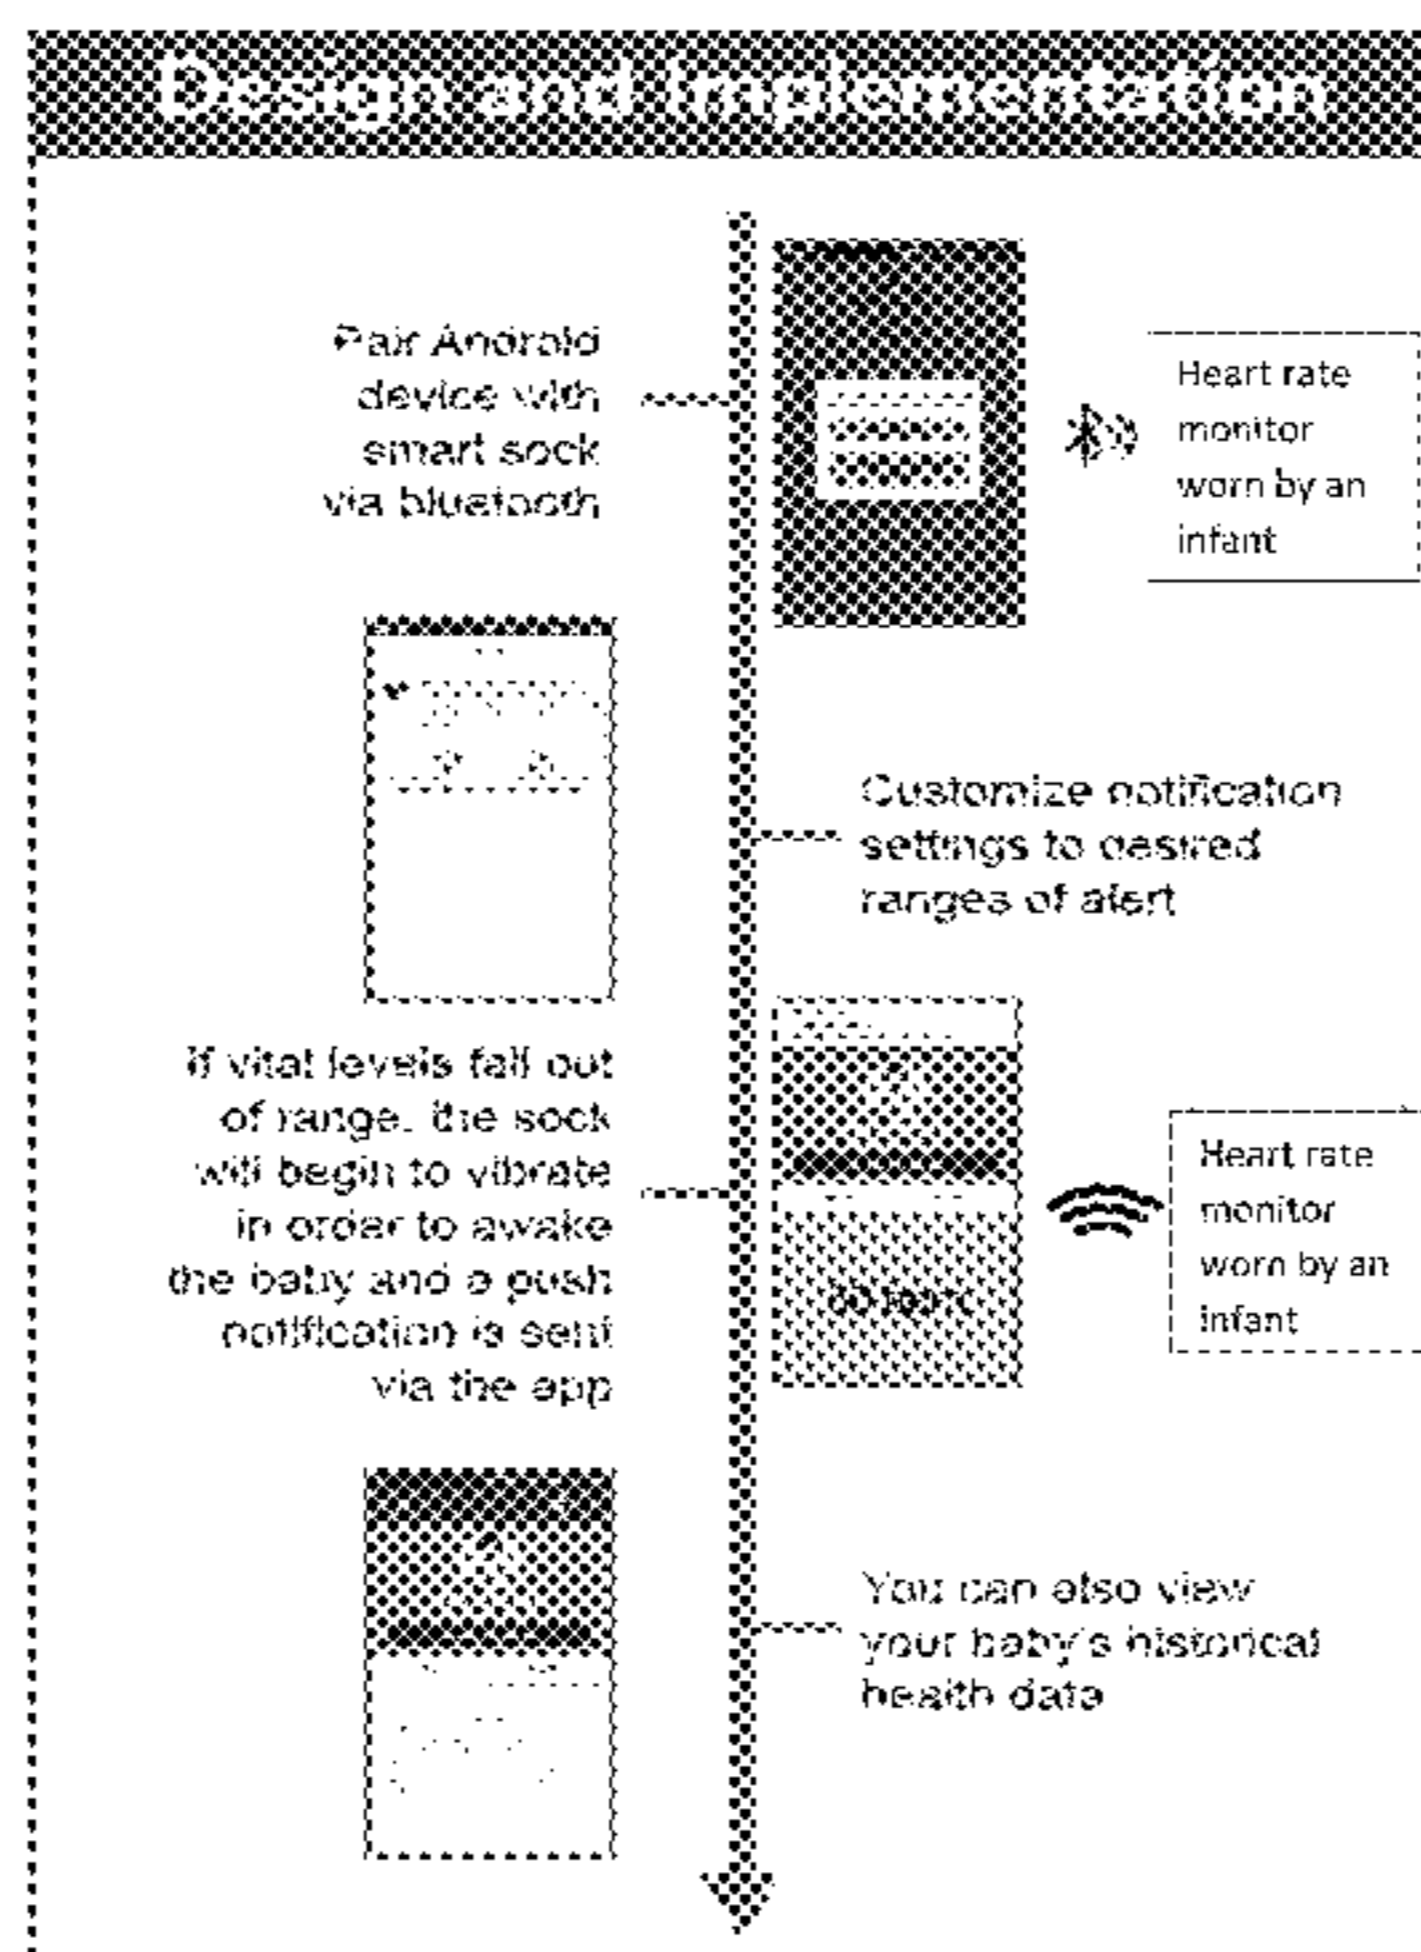 Design and Implementation
Pair Android
device with
smart sock
via bluetooth
Heart rate
monitor
worn by an
infant
Customize notification
settings to desired
ranges of alert
If vital levels fall out
of range, the sock
will begin to vibrate
in order to awake
the baby and a push
notification is sent
via the app
Heart rate
monitor
worn by an
infant
You can also view
your baby's historical
health data